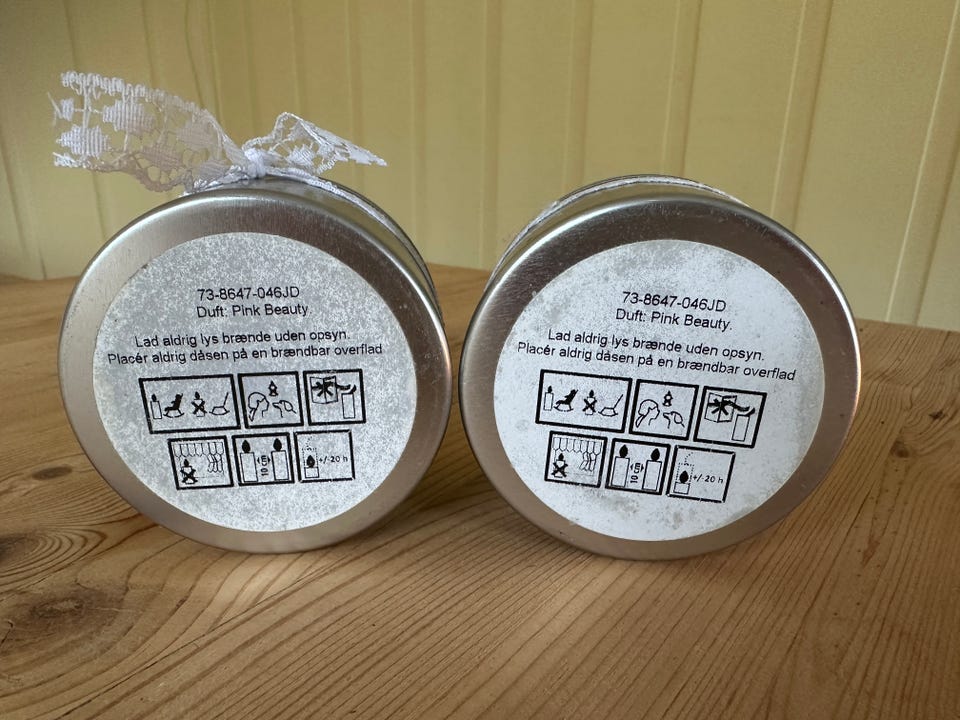 73-8647-046JD
Duft: Pink Beauty.
Lad aldrig lys brænde uden opsyn.
Placér aldrig dåsen på en brændbar overflad
10 cm
+/-20 h
73-8647-046JD
Duft: Pink Beauty.
Lad aldrig lys brænde uden opsyn.
Placér aldrig dåsen på en brændbar overflad
10 cm
+/-20 h